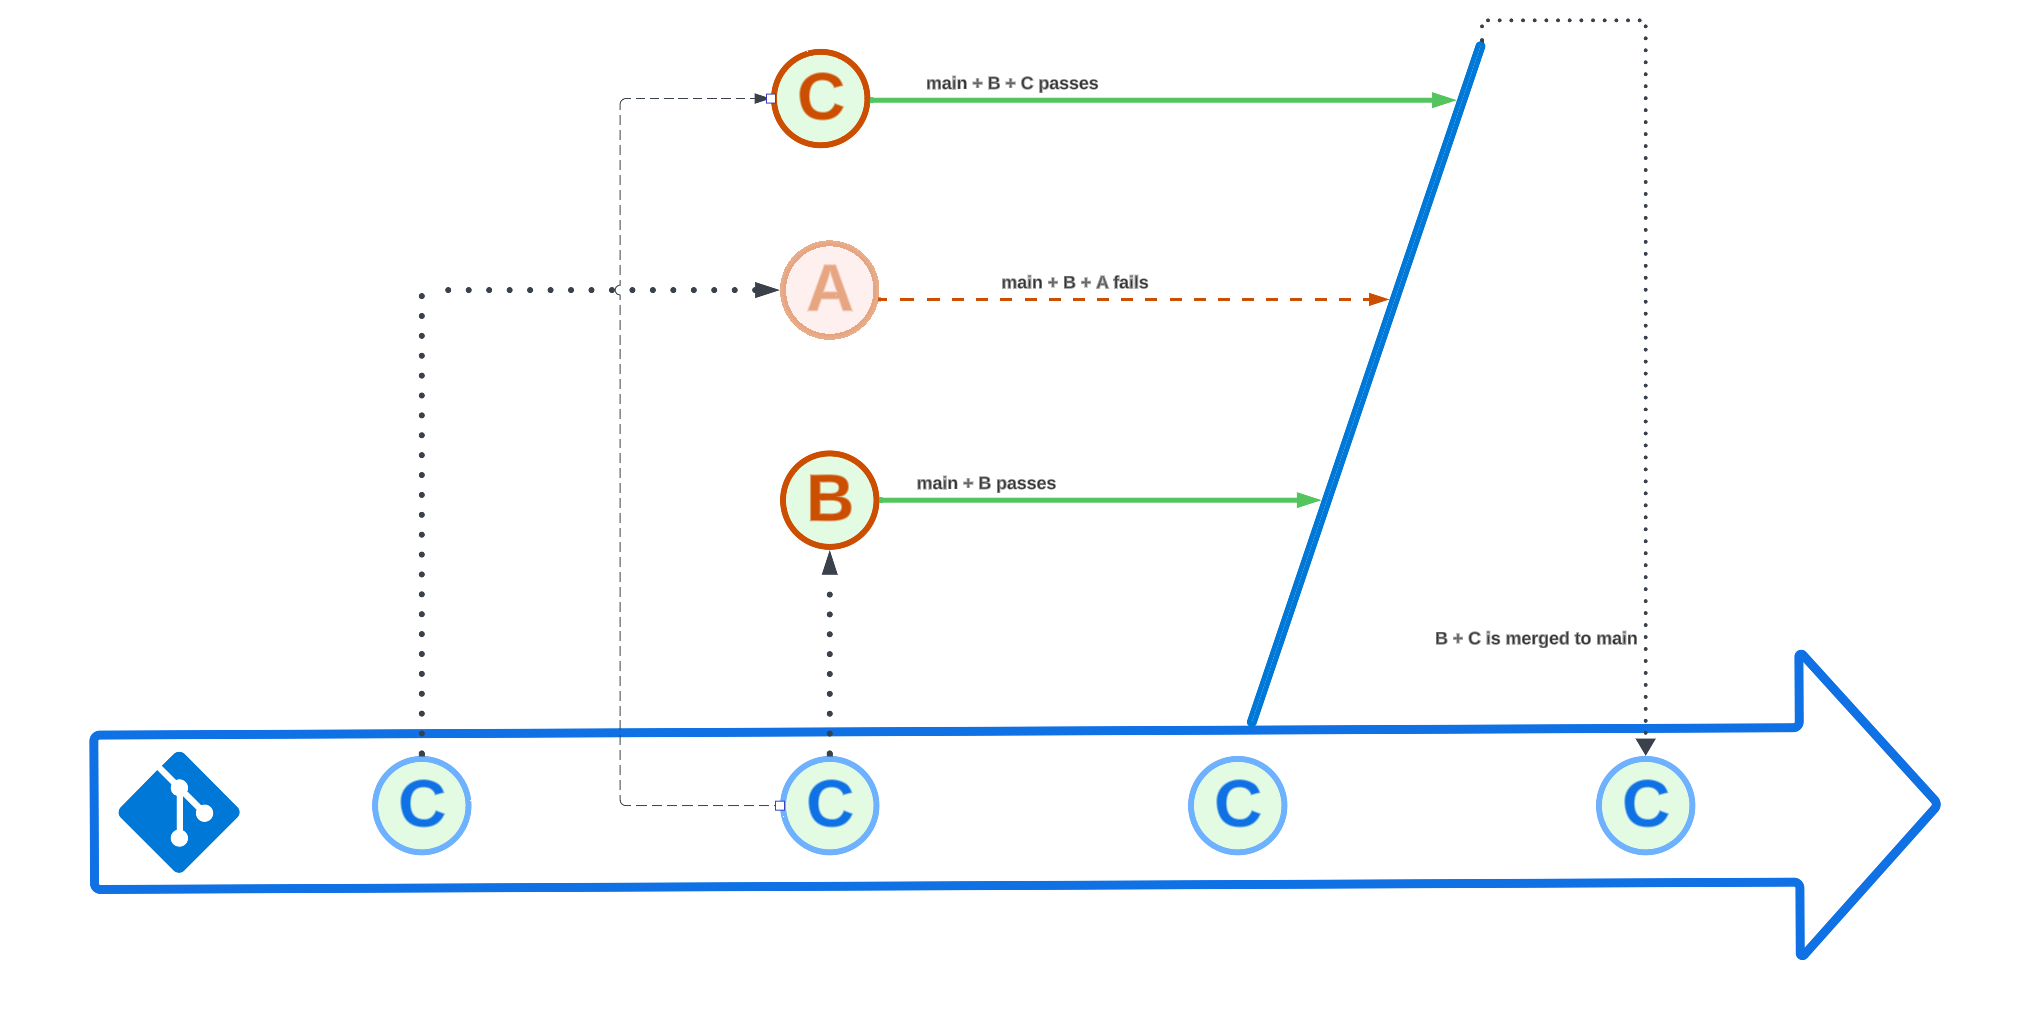 C
main + B + C passes
A
main + B + A fails
B
main + B passes
B + C is merged to main
C
C
C
C